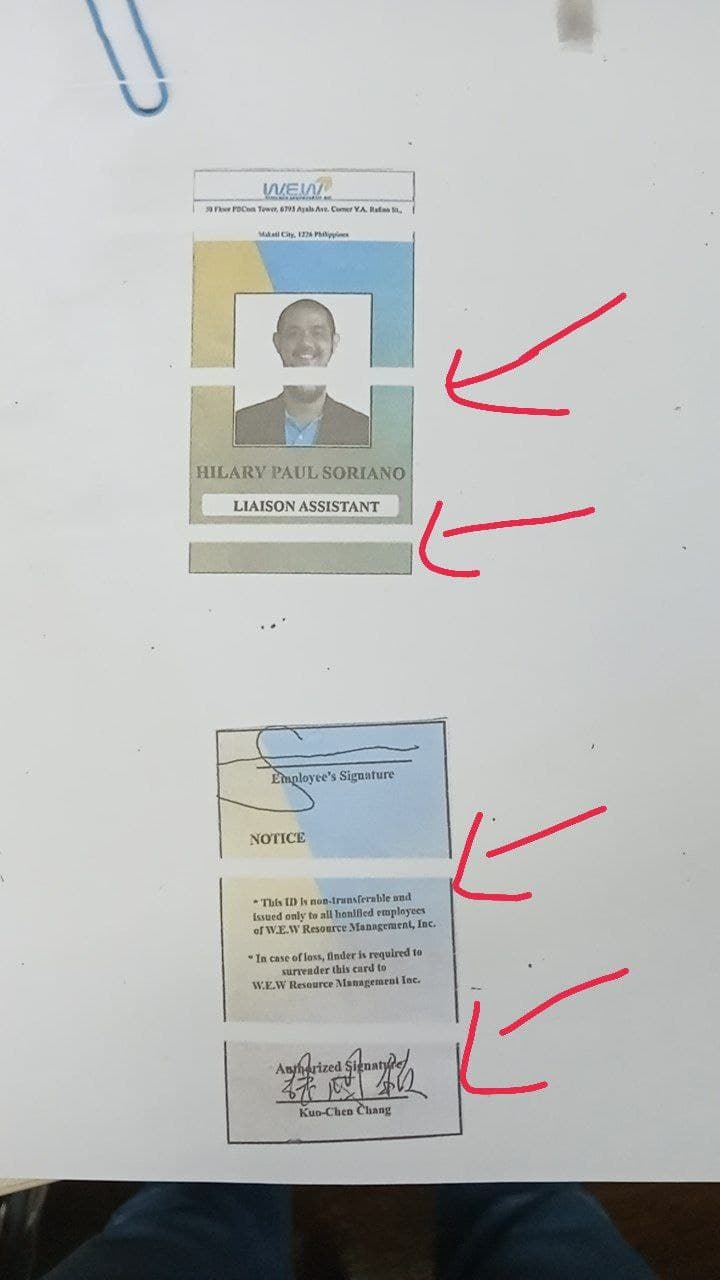 W.E.W
30 Floor PBCom Tower, 6795 Ayala Ave. Corner V.A. Rufino St.,
Makati City, 1226 Philippines
HILARY PAUL SORIANO
LIAISON ASSISTANT
Employee's Signature
NOTICE
* This ID is non-transferable and
issued only to all bonified employees
of W.E.W Resource Management, Inc.
* In case of loss, finder is required to
surrender this card to
W.E.W Resource Management Inc.
Authorized Signature
Kuo-Chen Chang